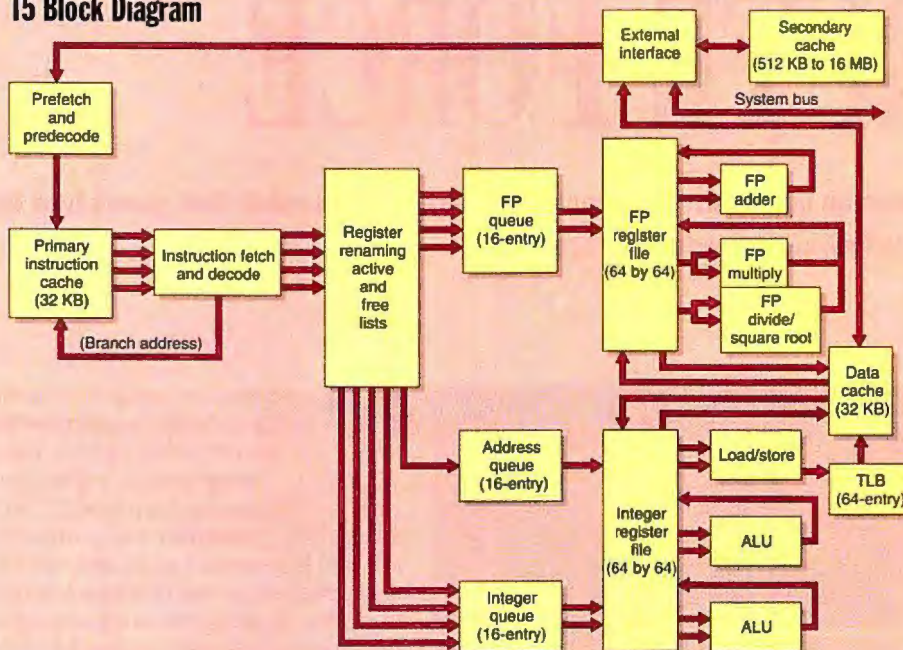 T5 Block Diagram
External
interface
Secondary
cache
(512 KB to 16 MB)
System bus
Prefetch
and
predecode
Primary
instruction
cache
(32 KB)
Instruction fetch
and decode
(Branch address)
Register
renaming
active
and
free
lists
FP
queue
(16-entry)
FP
register
file
(64 by 64)
FP
adder
FP
multiply
FP
divide/
square root
Data
cache
(32 KB)
Address
queue
(16-entry)
Integer
register
file
(64 by 64)
Load/store
TLB
(64-entry)
ALU
Integer
queue
(16-entry)
ALU